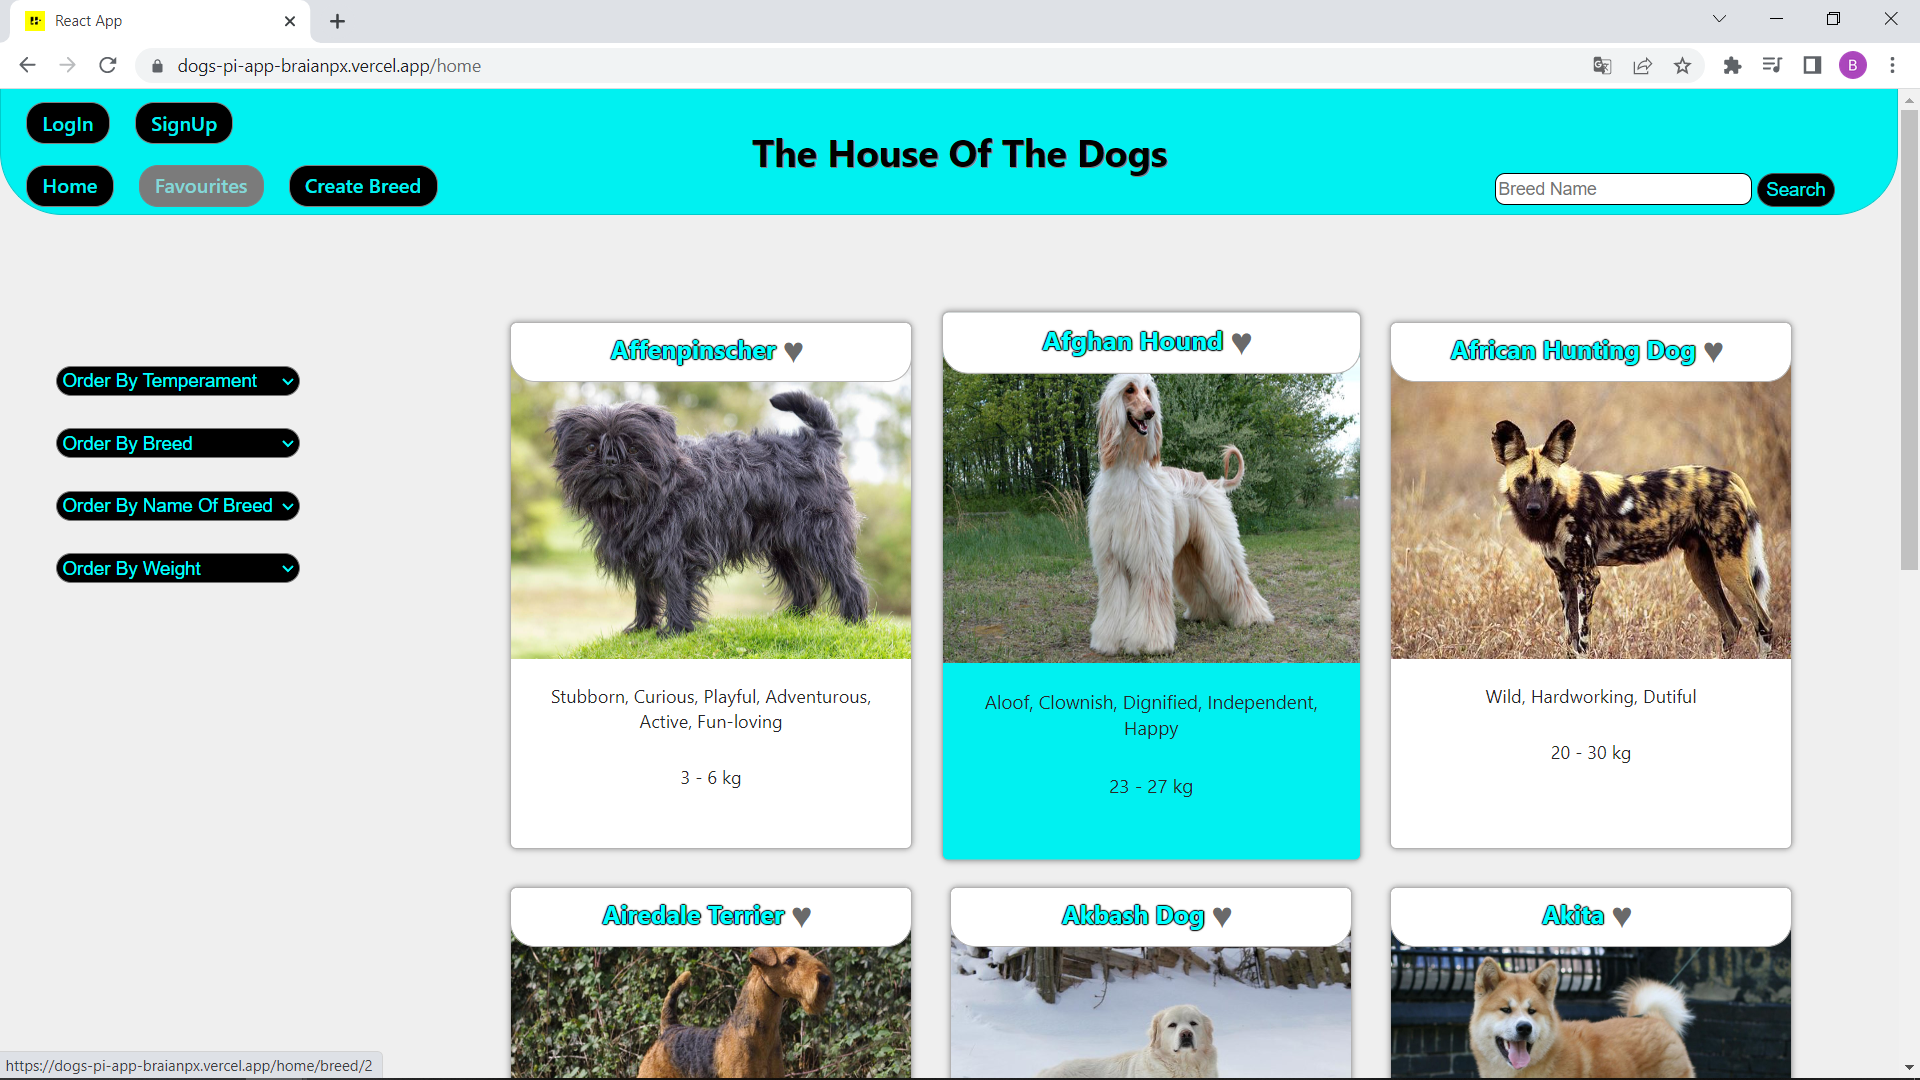 React App
dogs-pi-app-braianpx.vercel.app/home
B
LogIn
SignUp
The House Of The Dogs
Home
Favourites
Create Breed
Breed Name
Search
Order By Temperament
Order By Breed
Order By Name Of Breed
Order By Weight
Affenpinscher ♥
Stubborn, Curious, Playful, Adventurous,
Active, Fun-loving
3 - 6 kg
Afghan Hound ♥
Aloof, Clownish, Dignified, Independent,
Happy
23 - 27 kg
African Hunting Dog ♥
Wild, Hardworking, Dutiful
20 - 30 kg
Airedale Terrier ♥
Akbash Dog ♥
Akita ♥
https://dogs-pi-app-braianpx.vercel.app/home/breed/2